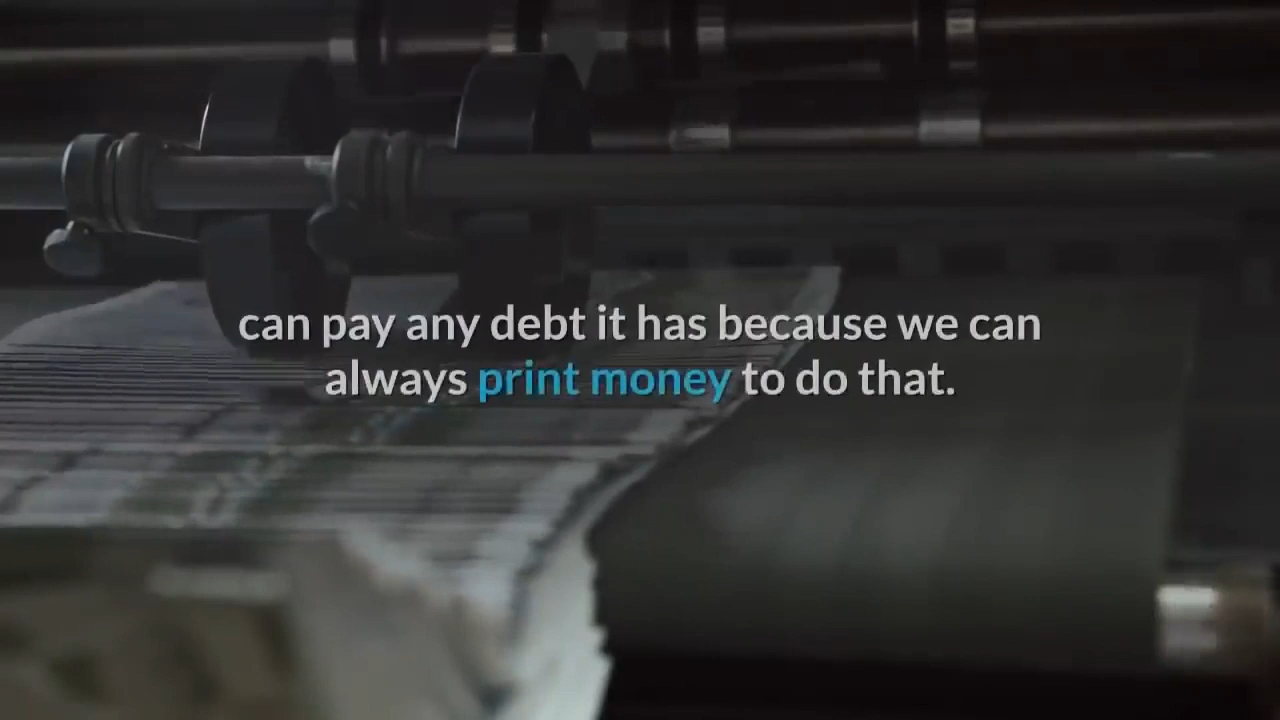 can pay any debt it has because we can
always print money to do that.